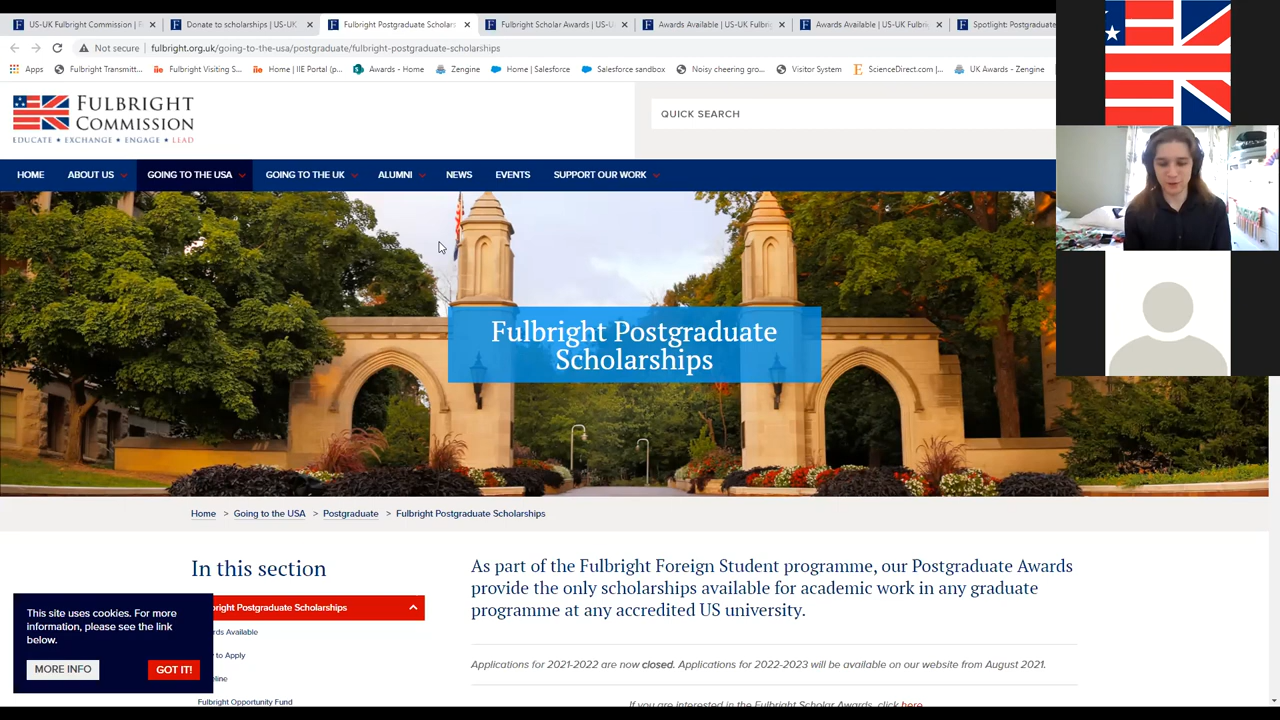 US-UK Fulbright Commission | F
Donate to scholarships | US-UK
Fulbright Postgraduate Scholars
Fulbright Scholar Awards | US-U
Awards Available | US-UK Fulbri
Awards Available | US-UK Fulbri
Spotlight: Postgraduate
Not secure
fulbright.org.uk/going-to-the-usa/postgraduate/fulbright-postgraduate-scholarships
Apps
Fulbright Transmitt...
Fulbright Visiting S...
Home | IIE Portal (p...
Awards - Home
Zengine
Home | Salesforce
Salesforce sandbox
Noisy cheering gro...
Visitor System
ScienceDirect.com |...
UK Awards - Zengine
FULBRIGHT
COMMISSION
EDUCATE • EXCHANGE • ENGAGE • LEAD
QUICK SEARCH
HOME
ABOUT US
GOING TO THE USA
GOING TO THE UK
ALUMNI
NEWS
EVENTS
SUPPORT OUR WORK
Fulbright Postgraduate
Scholarships
Home > Going to the USA > Postgraduate > Fulbright Postgraduate Scholarships
In this section
bright Postgraduate Scholarships
rds Available
to Apply
line
Fulbright Opportunity Fund
This site uses cookies. For more
information, please see the link
below.
MORE INFO
GOT IT!
As part of the Fulbright Foreign Student programme, our Postgraduate Awards
provide the only scholarships available for academic work in any graduate
programme at any accredited US university.
Applications for 2021-2022 are now closed. Applications for 2022-2023 will be available on our website from August 2021.
If you are interested in the Fulbright Scholar Awards, click here